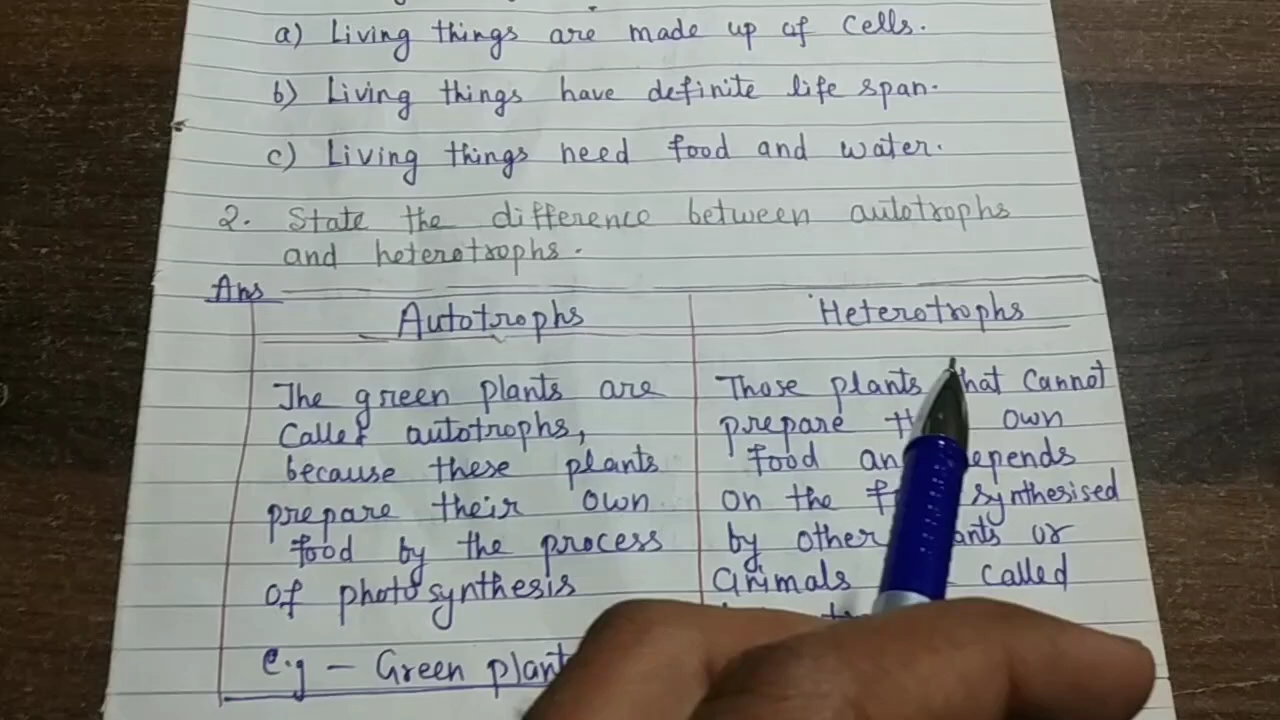 a) Living things are made up of cells.
b) Living things have definite life span.
c) Living things need food and water.
2. State the difference between autotrophs
and heterotrophs.
Ans
Autotrophs
The green plants are
called autotrophs,
because these plants
prepare their own
food by the process
of photosynthesis
e.g - Green plant
Heterotrophs
Those plants that cannot
prepare own
food epends
on the synthesised
by other ants or
animals called